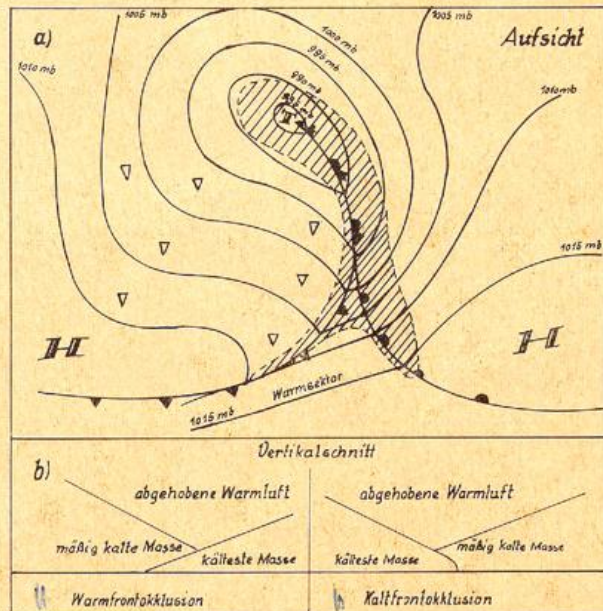 a)
1005 mb
1000 mb
1005 mb
Aufsicht
1010 mb
995 mb
990 mb
1010 mb
T
1015 mb
H
H
Warmsektor
1015 mb
Vertikalschnitt
b)
abgehobene Warmluft
abgehobene Warmluft
mäßig kalte Masse
kälteste Masse
kälteste Masse
mäßig kalte Masse
Warmfrontokklusion
Kaltfrontokklusion